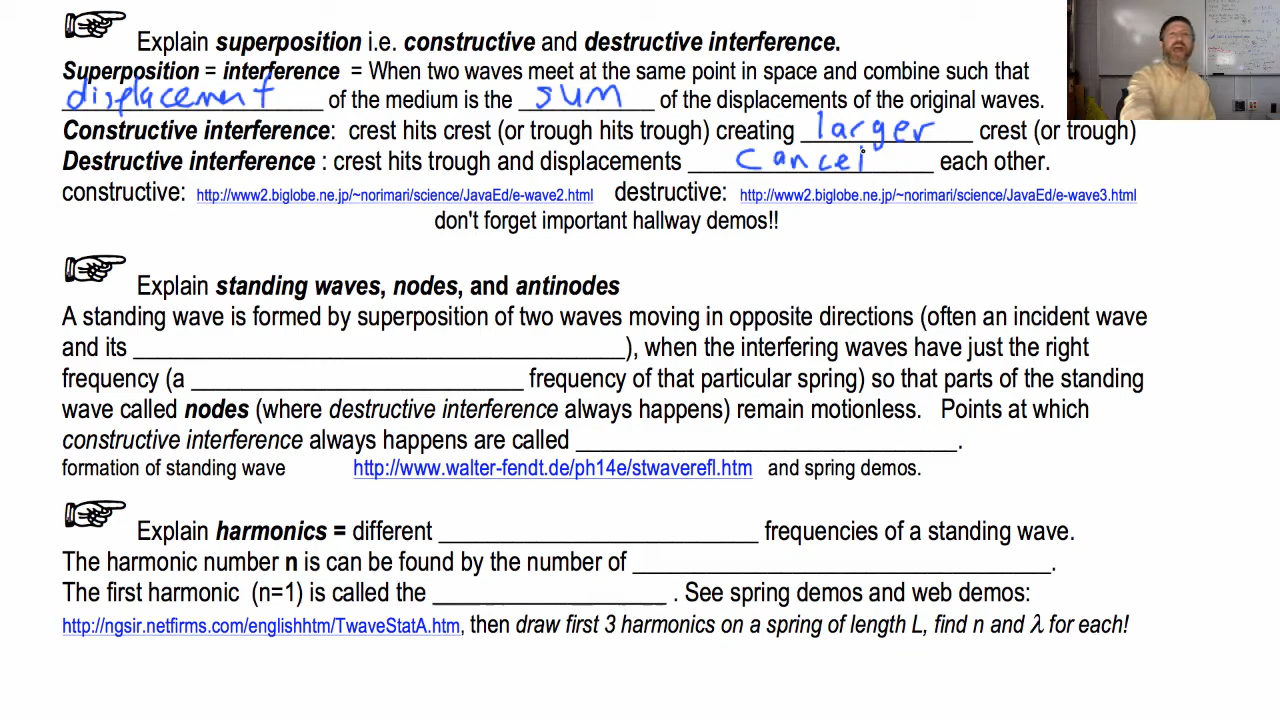 Explain superposition i.e. constructive and destructive interference.
Superposition = interference = When two waves meet at the same point in space and combine such that
displacement of the medium is the sum of the displacements of the original waves.
Constructive interference: crest hits crest (or trough hits trough) creating larger crest (or trough)
Destructive interference : crest hits trough and displacements cancel each other.
constructive: http://www2.biglobe.ne.jp/~norimari/science/JavaEd/e-wave2.html destructive: http://www2.biglobe.ne.jp/~norimari/science/JavaEd/e-wave3.html
don't forget important hallway demos!!
Explain standing waves, nodes, and antinodes
A standing wave is formed by superposition of two waves moving in opposite directions (often an incident wave
and its ____________________________________), when the interfering waves have just the right
frequency (a ________________________ frequency of that particular spring) so that parts of the standing
wave called nodes (where destructive interference always happens) remain motionless. Points at which
constructive interference always happens are called ____________________________.
formation of standing wave http://www.walter-fendt.de/ph14e/stwaverefl.htm and spring demos.
Explain harmonics = different _______________________ frequencies of a standing wave.
The harmonic number n is can be found by the number of ______________________________.
The first harmonic (n=1) is called the _________________ . See spring demos and web demos:
http://ngsir.netfirms.com/englishhtm/TwaveStatA.htm, then draw first 3 harmonics on a spring of length L, find n and λ for each!